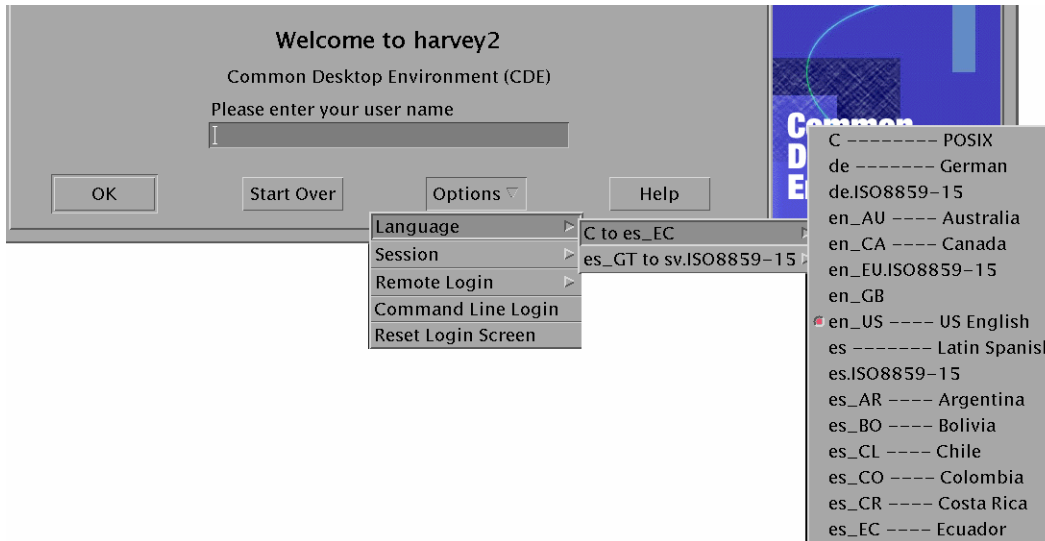 Welcome to harvey2
Common Desktop Environment (CDE)
Please enter your user name
OK
Start Over
Options
Help
Common
D
E
Language
Session
Remote Login
Command Line Login
Reset Login Screen
C to es_EC
es_GT to sv.ISO8859-15
C -------- POSIX
de ------- German
de.ISO8859-15
en_AU ---- Australia
en_CA ---- Canada
en_EU.ISO8859-15
en_GB
en_US ---- US English
es ------- Latin Spanish
es.ISO8859-15
es_AR ---- Argentina
es_BO ---- Bolivia
es_CL ---- Chile
es_CO ---- Colombia
es_CR ---- Costa Rica
es_EC ---- Ecuador